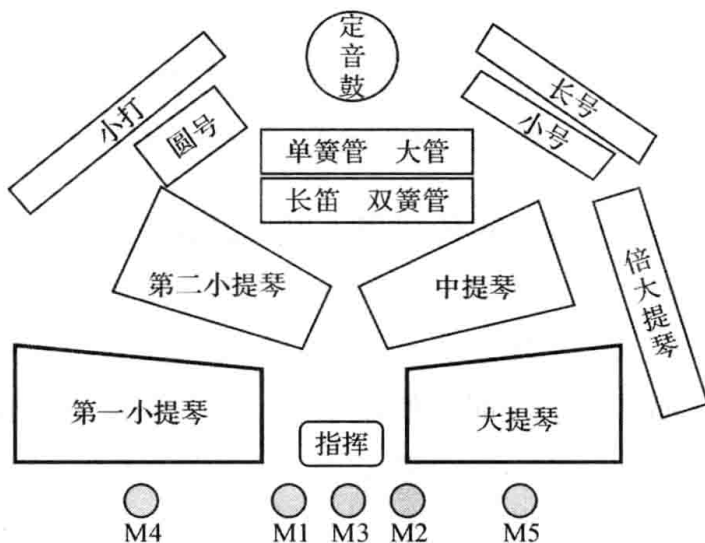 定音鼓
小打
圆号
长号
小号
单簧管 大管
长笛 双簧管
第二小提琴
中提琴
倍大提琴
第一小提琴
大提琴
指挥
M4 M1 M3 M2 M5